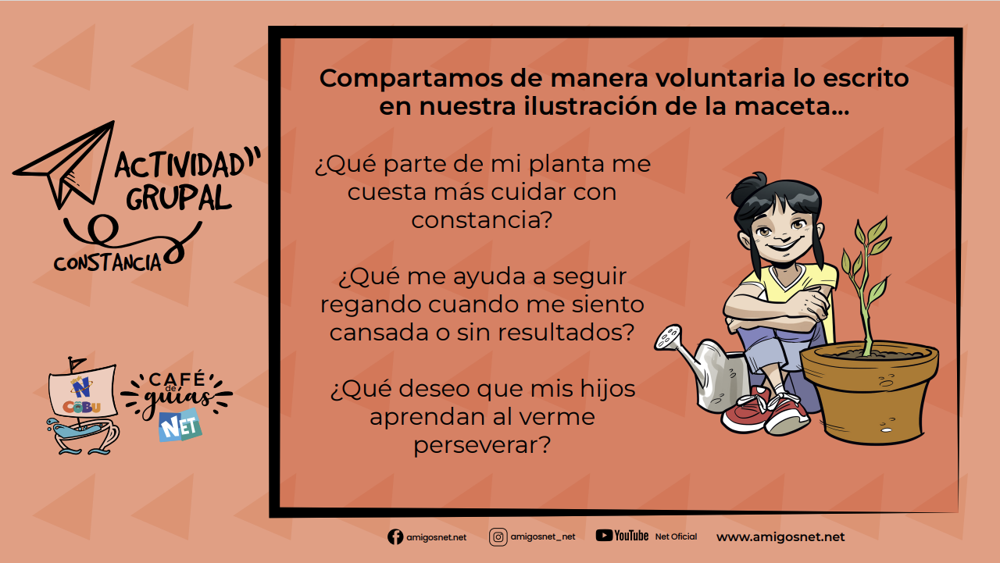 Compartamos de manera voluntaria lo escrito
en nuestra ilustración de la maceta...
ACTIVIDAD
GRUPAL
CONSTANCIA
¿Qué parte de mi planta me
cuesta más cuidar con
constancia?
¿Qué me ayuda a seguir
regando cuando me siento
cansada o sin resultados?
¿Qué deseo que mis hijos
aprendan al verme
perseverar?
N
COBU
CAFÉ
de
guías
NET
amigosnet.net
amigosnet_net
YouTube Net Oficial
www.amigosnet.net